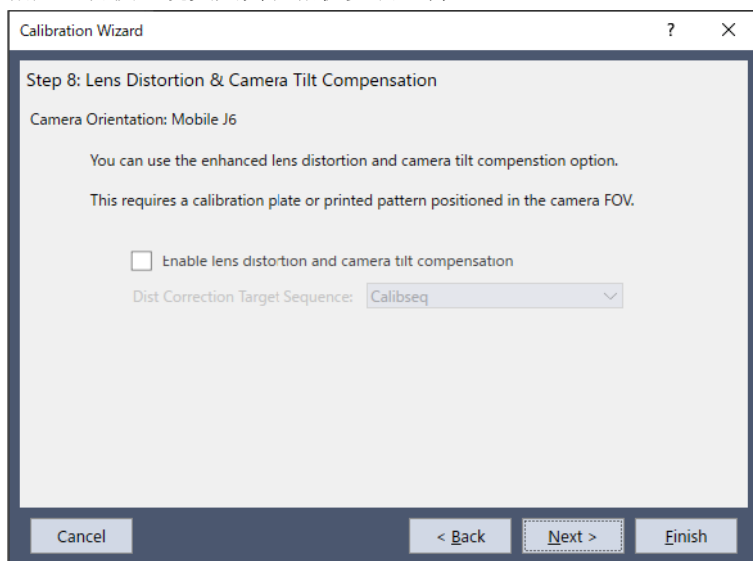 Calibration Wizard
?
Step 8: Lens Distortion & Camera Tilt Compensation
Camera Orientation: Mobile J6
You can use the enhanced lens distortion and camera tilt compenstion option.
This requires a calibration plate or printed pattern positioned in the camera FOV.
Enable lens distortion and camera tilt compensation
Dist Correction Target Sequence: Calibseq
Cancel < Back Next > Finish